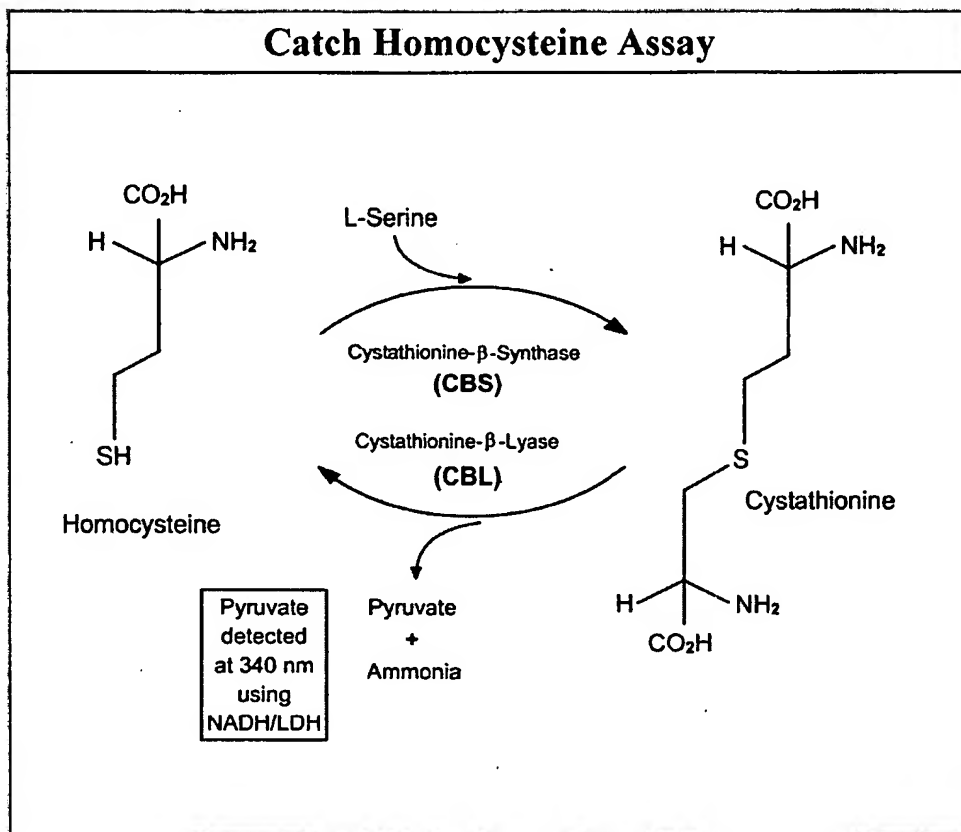 Catch Homocysteine Assay
CO₂H
H
NH₂
SH
Homocysteine
L-Serine
Cystathionine-β-Synthase
(CBS)
Cystathionine-β-Lyase
(CBL)
Pyruvate
+
Ammonia
Pyruvate
detected
at 340 nm
using
NADH/LDH
CO₂H
H
NH₂
S
Cystathionine
H
NH₂
CO₂H